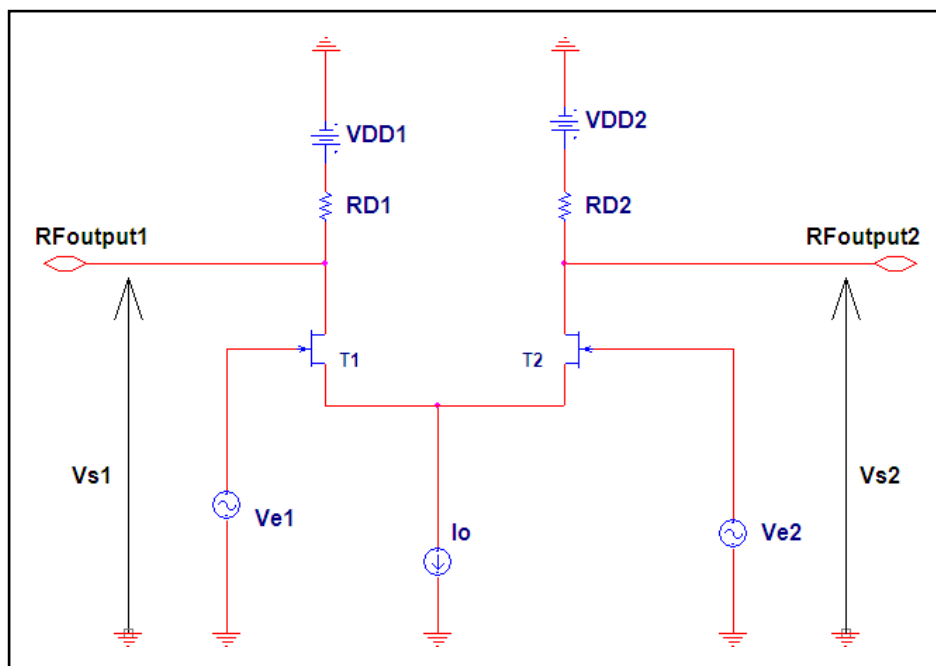 VDD1
VDD2
RD1
RD2
RFoutput1
RFoutput2
T1
T2
Vs1
Vs2
Ve1
Io
Ve2